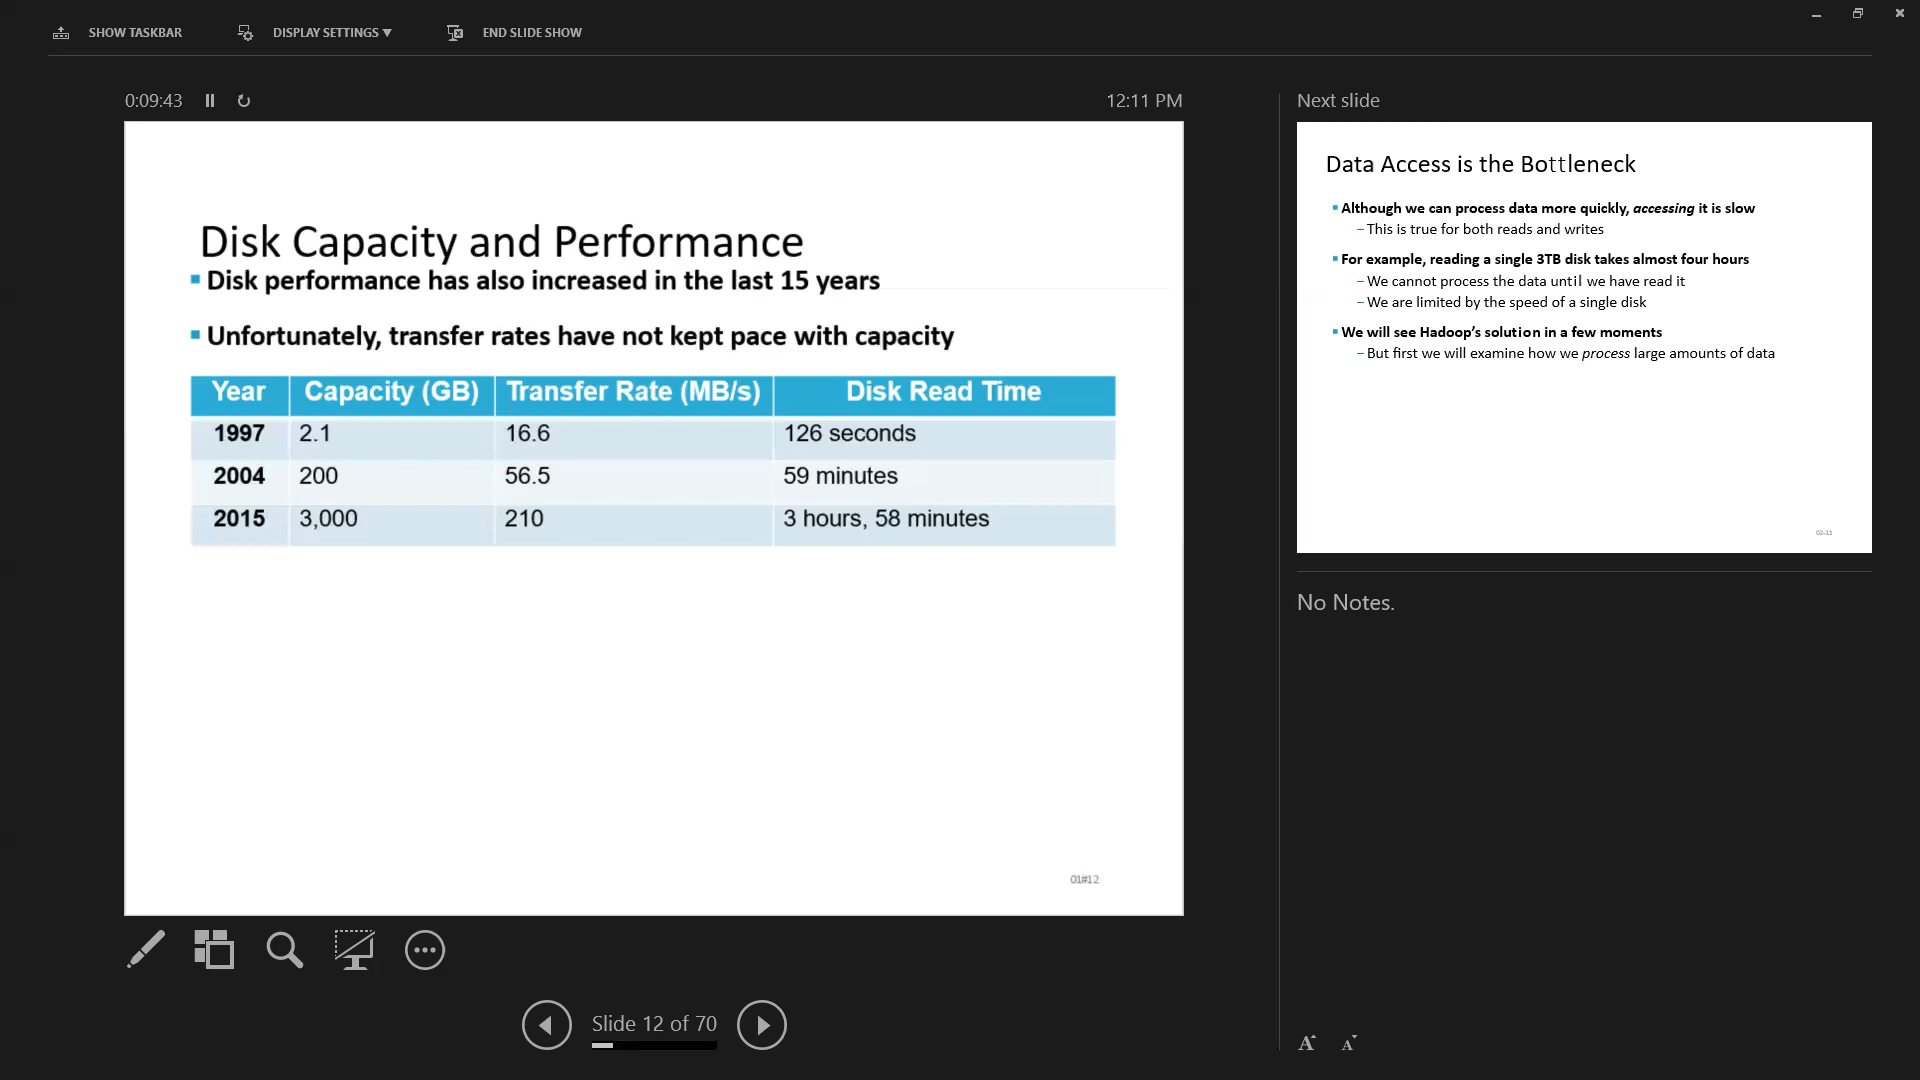 SHOW TASKBAR DISPLAY SETTINGS ▼ END SLIDE SHOW
0:09:43 12:11 PM
Disk Capacity and Performance
▪ Disk performance has also increased in the last 15 years
▪ Unfortunately, transfer rates have not kept pace with capacity
Year Capacity (GB) Transfer Rate (MB/s) Disk Read Time
1997 2.1 16.6 126 seconds
2004 200 56.5 59 minutes
2015 3,000 210 3 hours, 58 minutes
01#12
Slide 12 of 70
Next slide
Data Access is the Bottleneck
▪ Although we can process data more quickly, accessing it is slow
– This is true for both reads and writes
▪ For example, reading a single 3TB disk takes almost four hours
– We cannot process the data until we have read it
– We are limited by the speed of a single disk
▪ We will see Hadoop's solution in a few moments
– But first we will examine how we process large amounts of data
02-13
No Notes.
A A